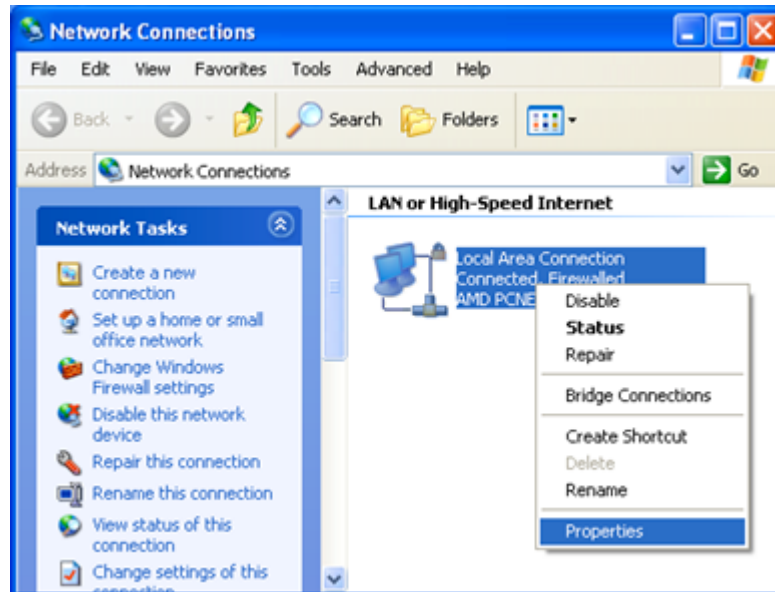 Network Connections
File Edit View Favorites Tools Advanced Help
Back Search Folders
Address Network Connections Go
Network Tasks
Create a new
connection
Set up a home or small
office network
Change Windows
Firewall settings
Disable this network
device
Repair this connection
Rename this connection
View status of this
connection
Change settings of this
connection
LAN or High-Speed Internet
Local Area Connection
Connected, Firewalled
AMD PCNE
Disable
Status
Repair
Bridge Connections
Create Shortcut
Delete
Rename
Properties